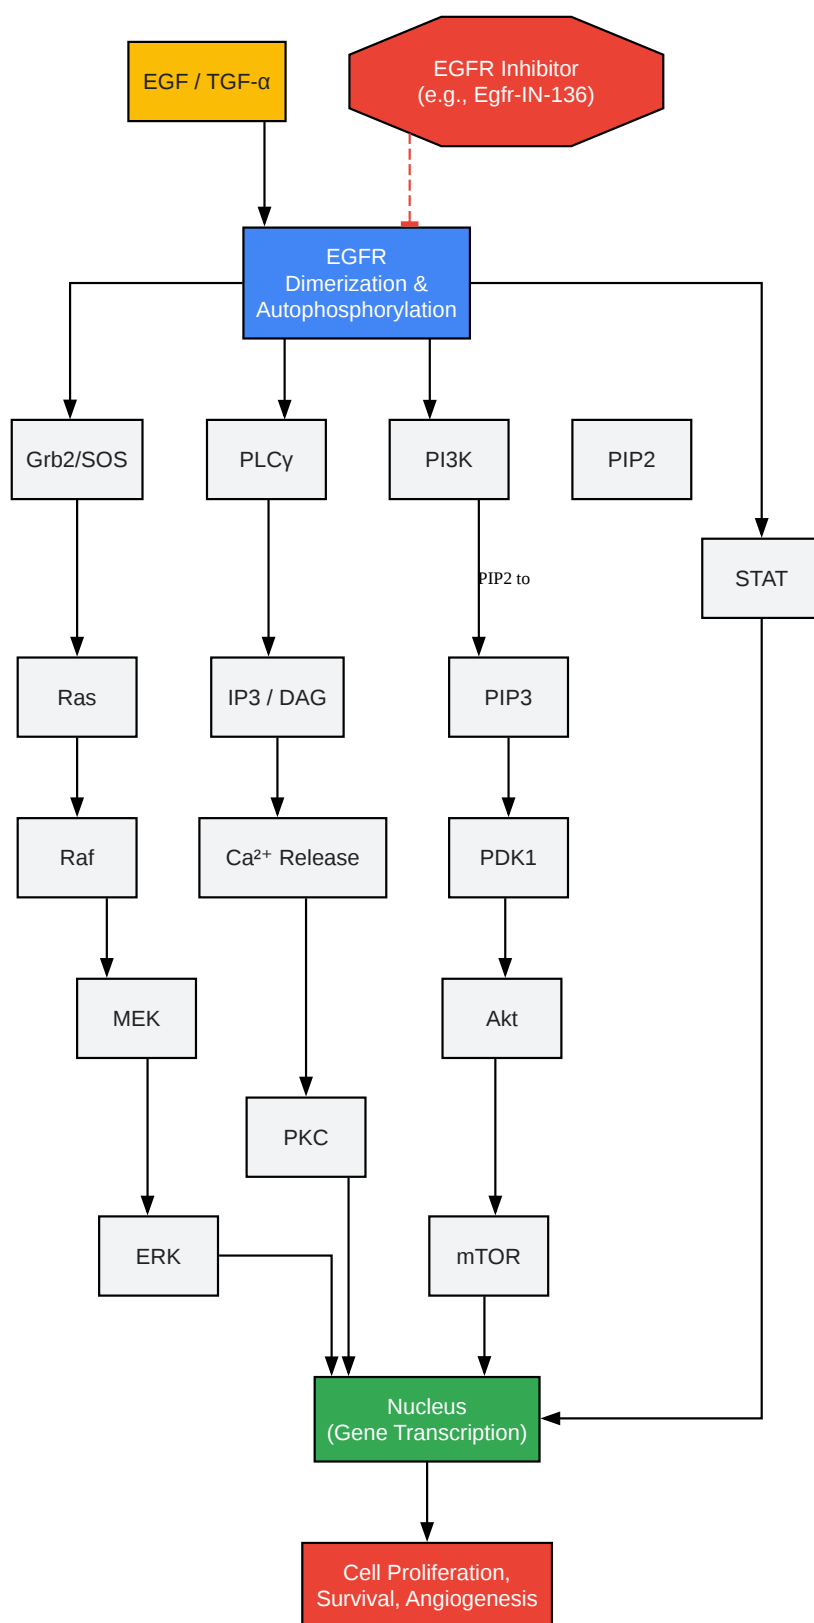 EGF / TGF-α
EGFR Inhibitor
(e.g., Egfr-IN-136)
EGFR
Dimerization &
Autophosphorylation
Grb2/SOS
PLCγ
PI3K
PIP2
STAT
PIP2 to
Ras
IP3 / DAG
PIP3
Raf
Ca²⁺ Release
PDK1
MEK
Akt
PKC
ERK
mTOR
Nucleus
(Gene Transcription)
Cell Proliferation,
Survival, Angiogenesis